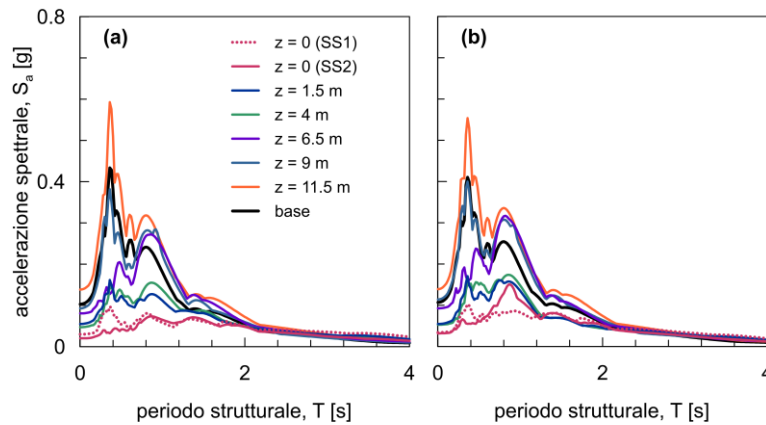 0.8
(a)
z = 0 (SS1)
z = 0 (SS2)
z = 1.5 m
z = 4 m
z = 6.5 m
z = 9 m
z = 11.5 m
base
(b)
accelerazione spettrale, Sa [g]
0.4
0
0 2 4
0 2 4
periodo strutturale, T [s]
periodo strutturale, T [s]